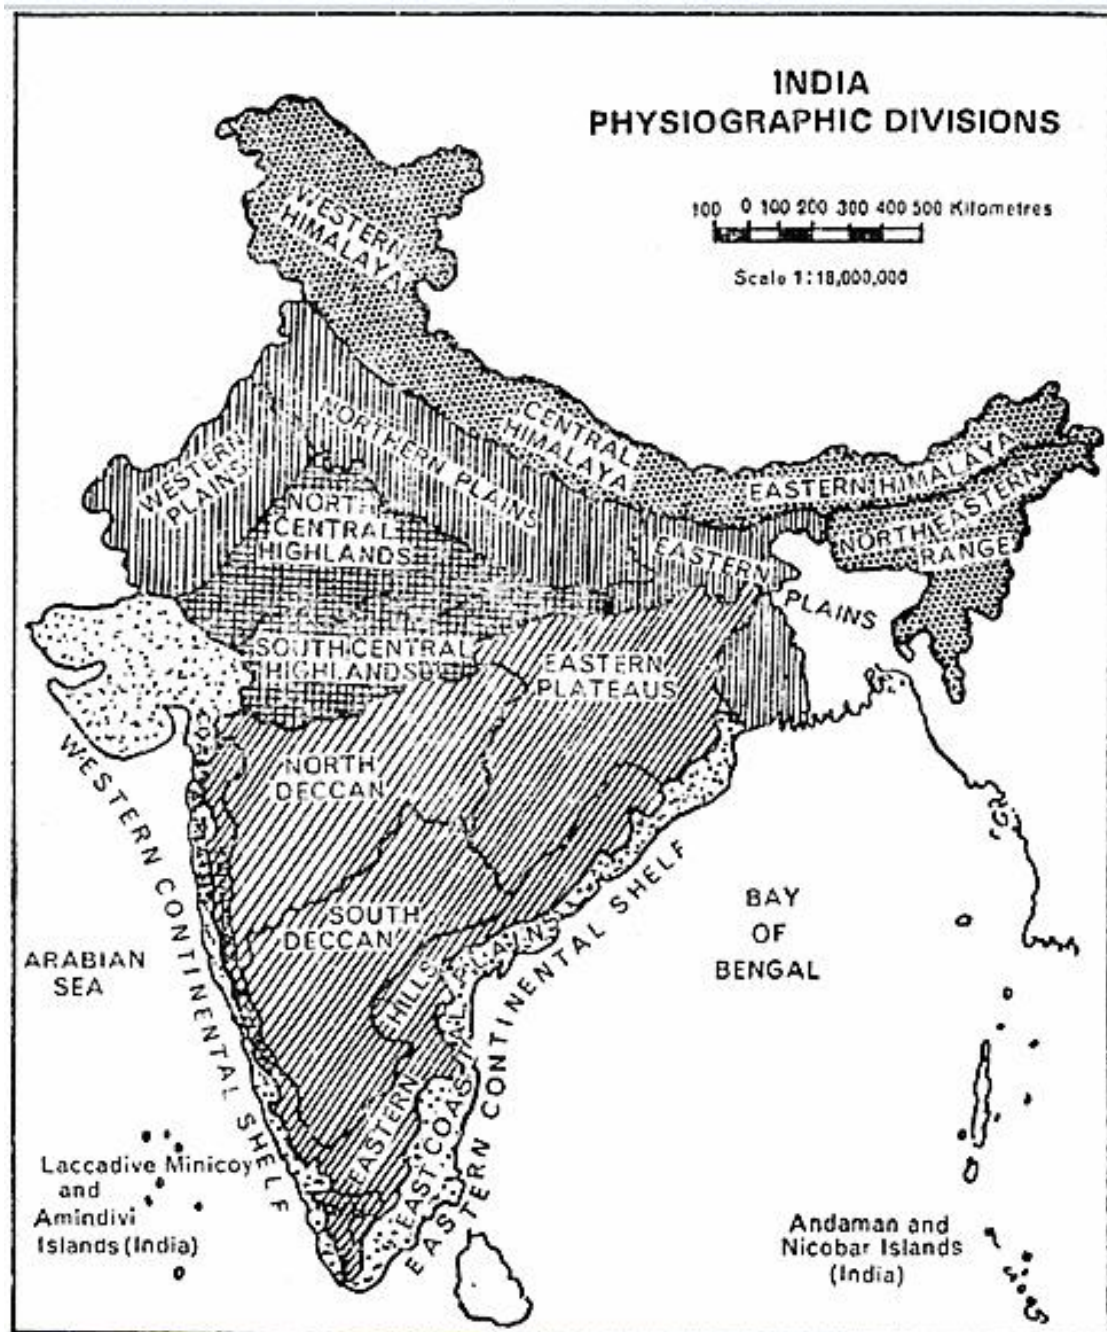 INDIA
PHYSIOGRAPHIC DIVISIONS
100 0 100 200 300 400 500 Kilometres
Scale 1:18,000,000
WESTERN
HIMALAYA
CENTRAL
HIMALAYA
EASTERN HIMALAYA
NORTH EASTERN
RANGE
WESTERN
PLAINS
NORTHERN PLAINS
NORTH
CENTRAL
HIGHLANDS
EASTERN
PLAINS
SOUTH CENTRAL
HIGHLANDS
EASTERN
PLATEAUS
NORTH
DECCAN
SOUTH
DECCAN
EASTERN HILLS
EAST COASTAL PLAINS
WESTERN CONTINENTAL SHELF
EASTERN CONTINENTAL SHELF
ARABIAN
SEA
BAY
OF
BENGAL
Laccadive Minicoy
and
Amindivi
Islands (India)
Andaman and
Nicobar Islands
(India)